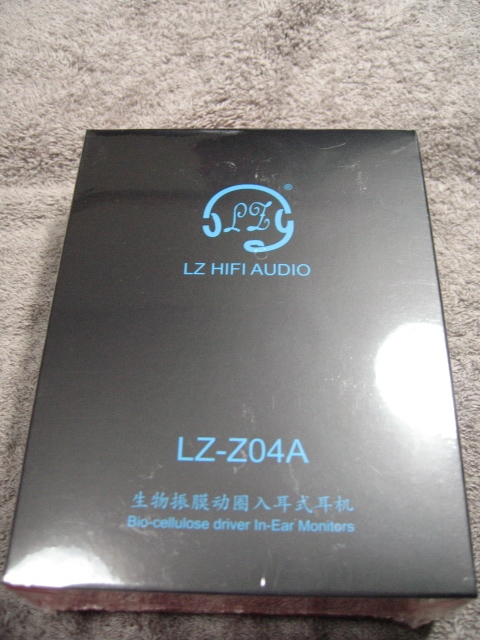 LZ
®
LZ HIFI AUDIO
LZ-Z04A
生物振膜动圈入耳式耳机
Bio-cellulose driver In-Ear Monitors